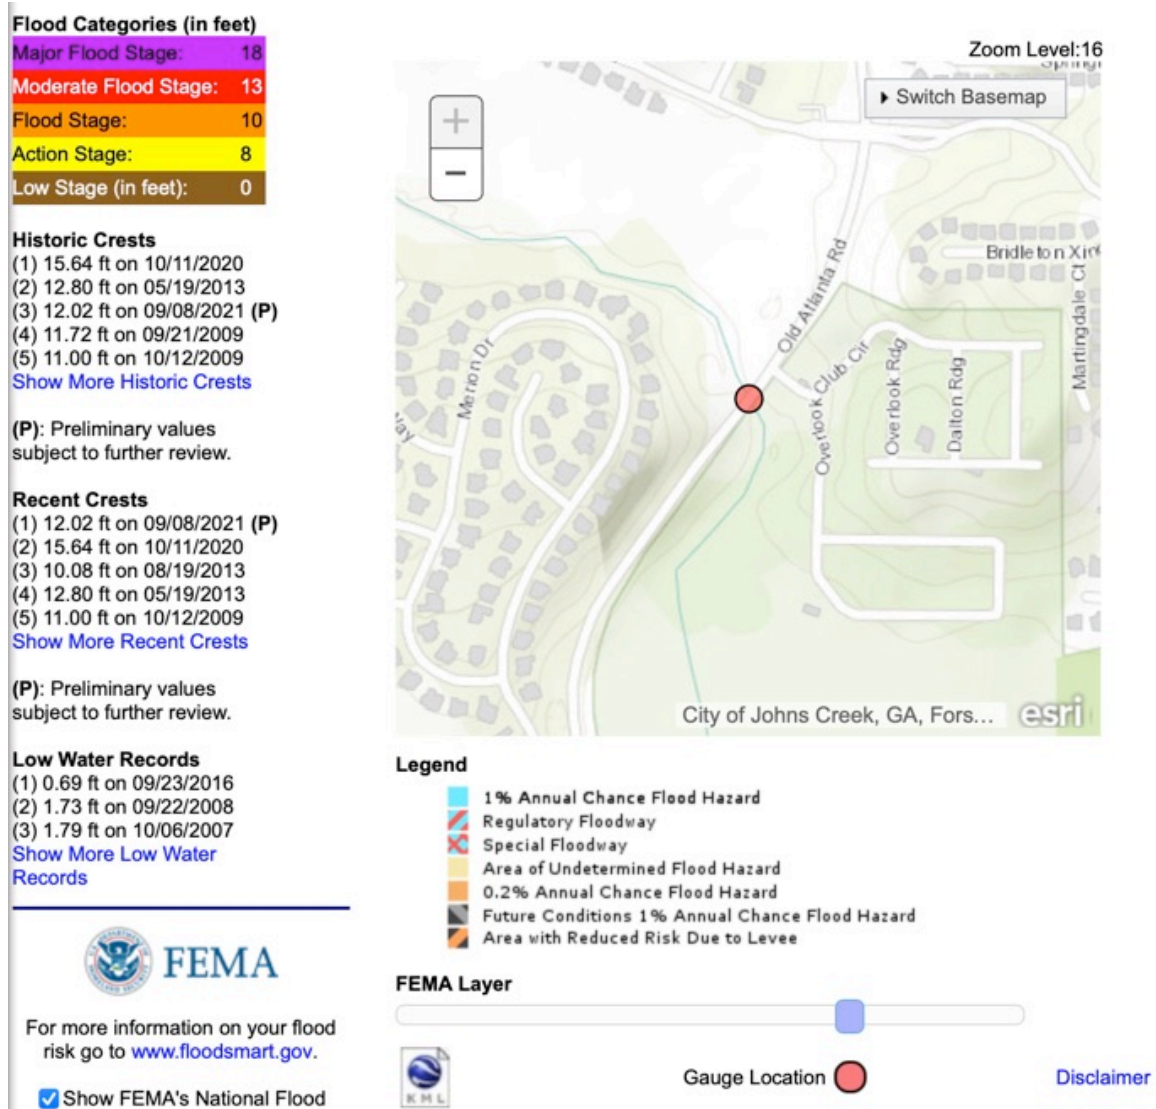 Flood Categories (in feet)
Major Flood Stage: 18
Moderate Flood Stage: 13
Flood Stage: 10
Action Stage: 8
Low Stage (in feet): 0
Historic Crests
(1) 15.64 ft on 10/11/2020
(2) 12.80 ft on 05/19/2013
(3) 12.02 ft on 09/08/2021 (P)
(4) 11.72 ft on 09/21/2009
(5) 11.00 ft on 10/12/2009
Show More Historic Crests
(P): Preliminary values
subject to further review.
Recent Crests
(1) 12.02 ft on 09/08/2021 (P)
(2) 15.64 ft on 10/11/2020
(3) 10.08 ft on 08/19/2013
(4) 12.80 ft on 05/19/2013
(5) 11.00 ft on 10/12/2009
Show More Recent Crests
(P): Preliminary values
subject to further review.
Low Water Records
(1) 0.69 ft on 09/23/2016
(2) 1.73 ft on 09/22/2008
(3) 1.79 ft on 10/06/2007
Show More Low Water
Records
FEMA
For more information on your flood
risk go to www.floodsmart.gov.
Show FEMA's National Flood
Zoom Level:16
Switch Basemap
+
−
Old Atlanta Rd
Bridleton Xing
Martingdale Ct
Merion Dr
Way
Overlook Club Cir
Overlook Rdg
Dalton Rdg
City of Johns Creek, GA, Fors...
esri
Legend
1% Annual Chance Flood Hazard
Regulatory Floodway
Special Floodway
Area of Undetermined Flood Hazard
0.2% Annual Chance Flood Hazard
Future Conditions 1% Annual Chance Flood Hazard
Area with Reduced Risk Due to Levee
FEMA Layer
KML
Gauge Location
Disclaimer